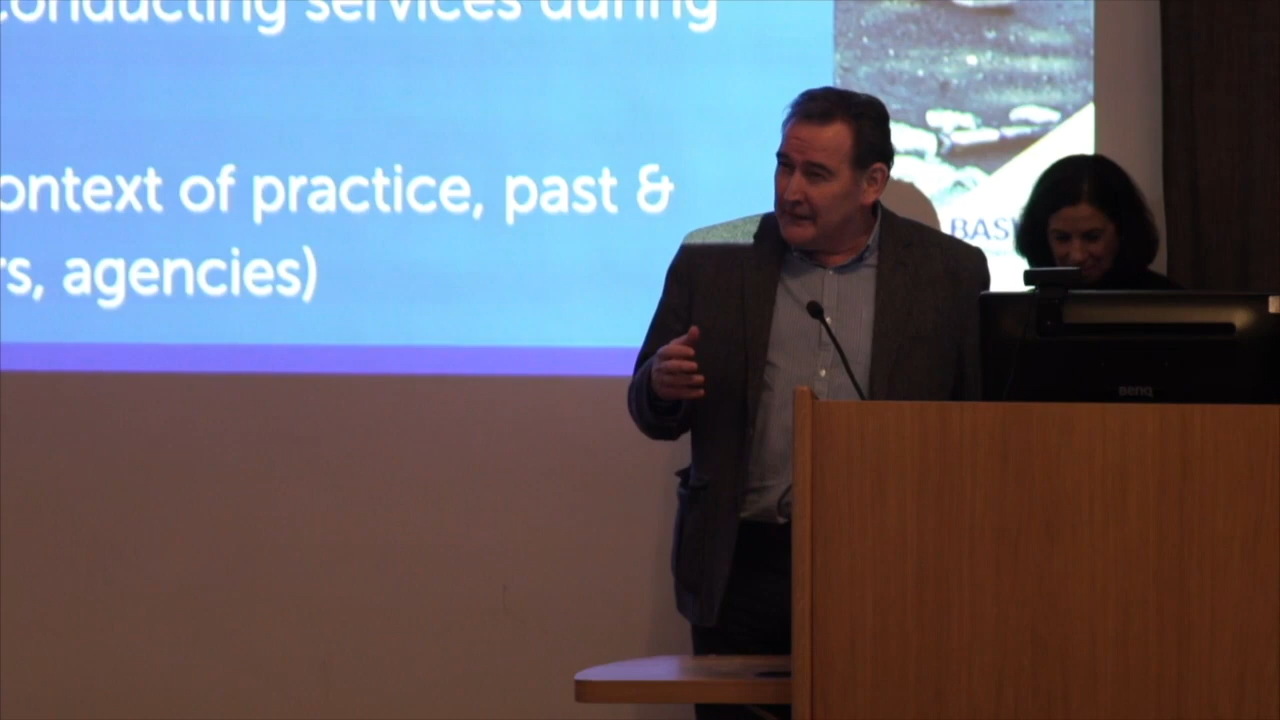 conducting services during
ontext of practice, past &
rs, agencies)
BAS
BenQ